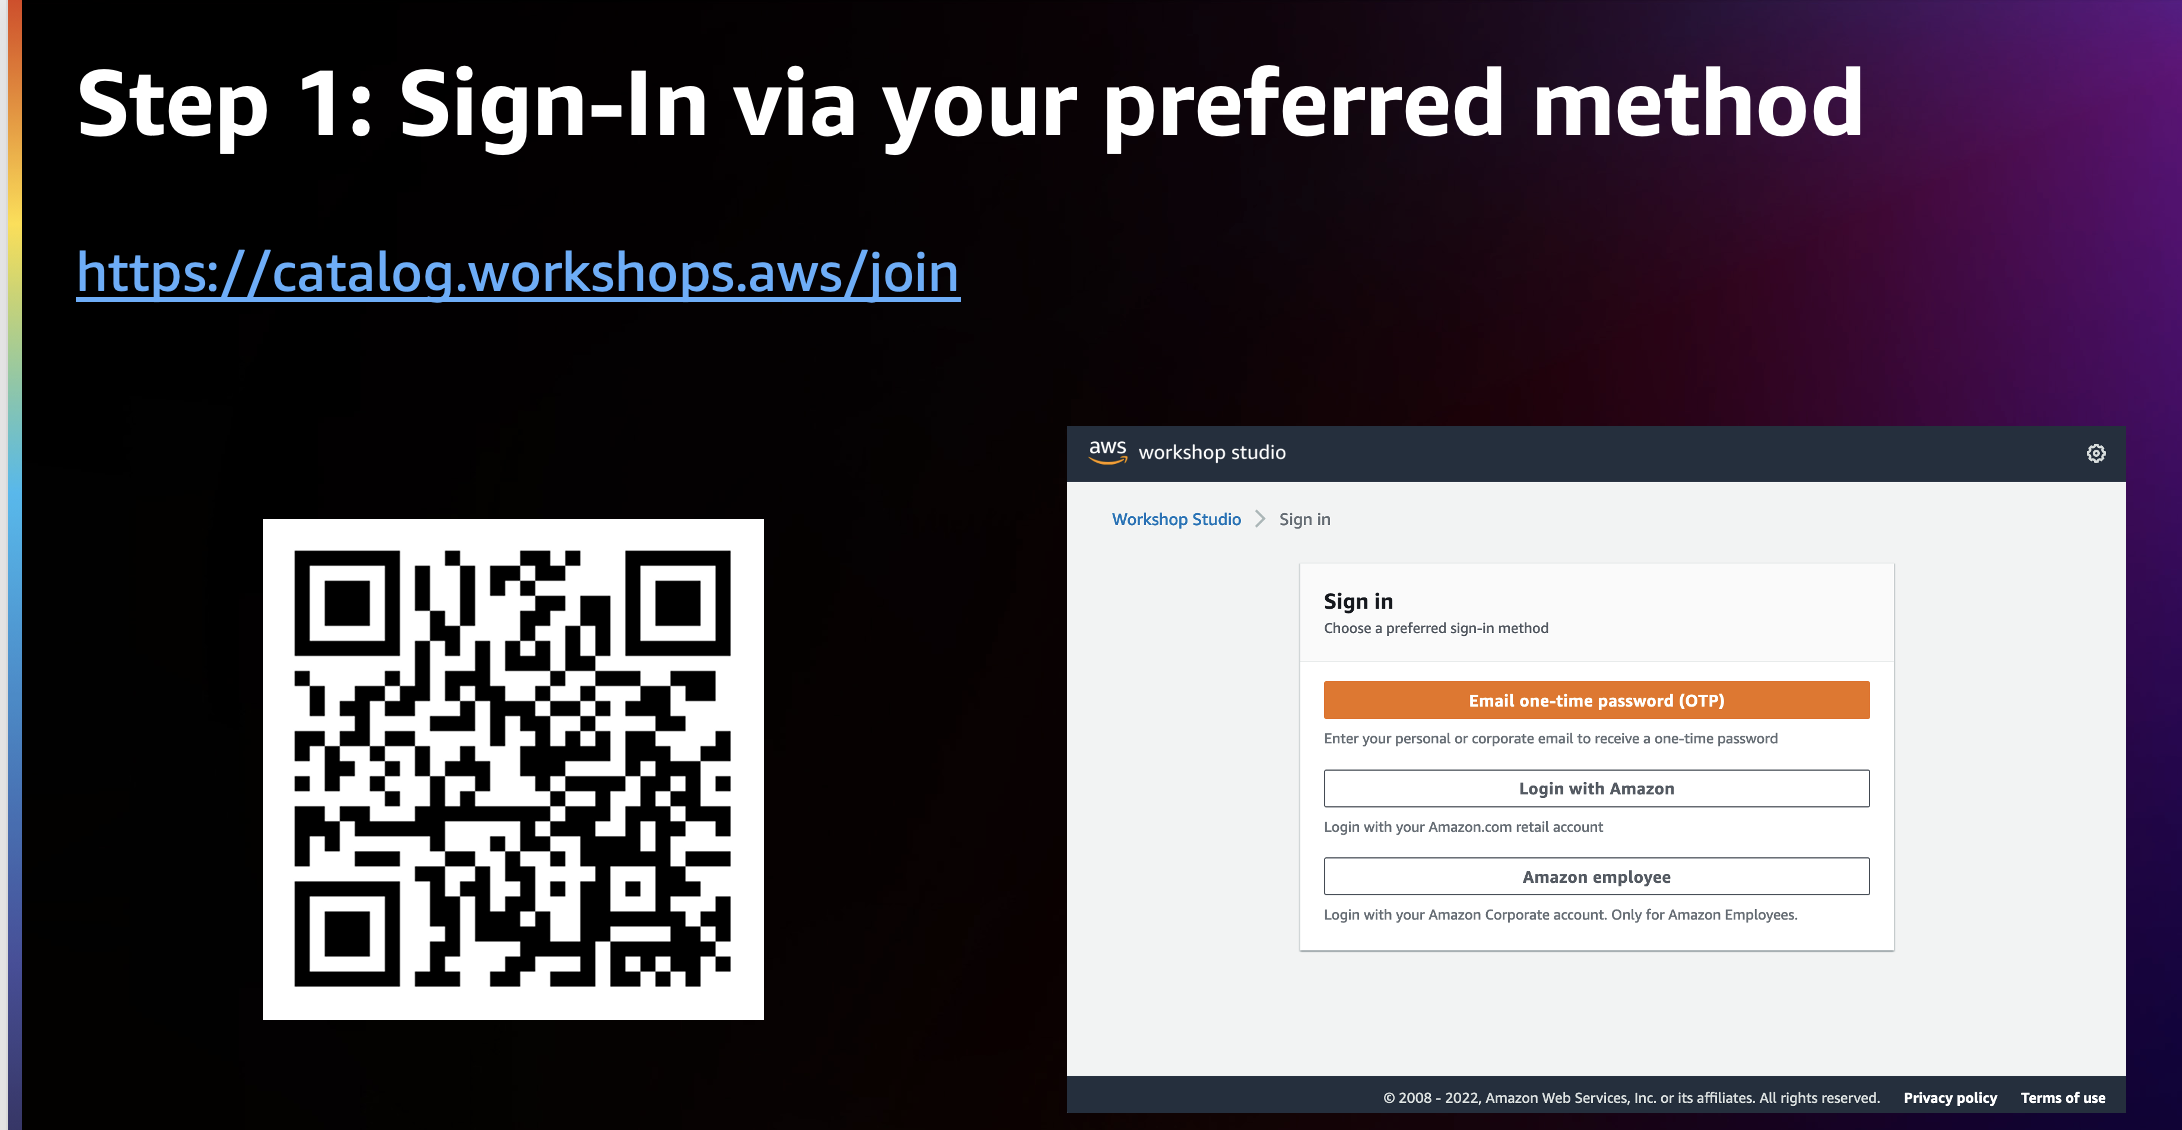 Step 1: Sign-In via your preferred method
https://catalog.workshops.aws/join
aws workshop studio
Workshop Studio > Sign in
Sign in
Choose a preferred sign-in method
Email one-time password (OTP)
Enter your personal or corporate email to receive a one-time password
Login with Amazon
Login with your Amazon.com retail account
Amazon employee
Login with your Amazon Corporate account. Only for Amazon Employees.
© 2008 - 2022, Amazon Web Services, Inc. or its affiliates. All rights reserved. Privacy policy Terms of use